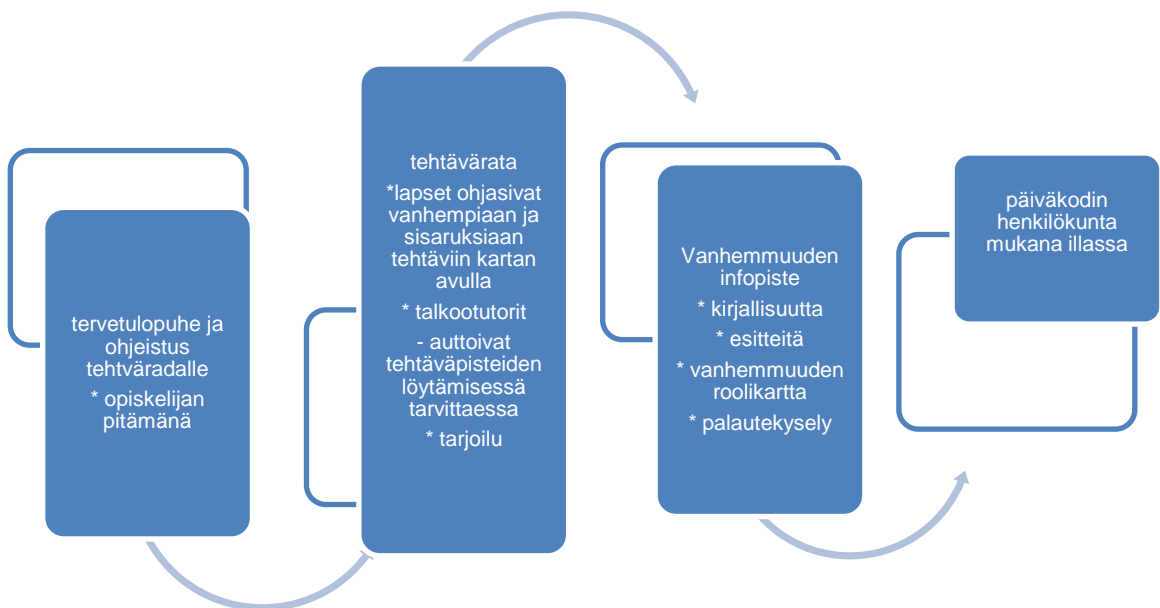 tervetulopuhe ja
ohjeistus
tehtväradalle
* opiskelijan
pitämänä
tehtävärata
*lapset ohjasivat
vanhempiaan ja
sisaruksiaan
tehtäviin kartan
avulla
* talkootutorit
- auttoivat
tehtäväpisteiden
löytämisessä
tarvittaessa
* tarjoilu
Vanhemmuuden
infopiste
* kirjallisuutta
* esitteitä
* vanhemmuuden
roolikartta
* palautekysely
päiväkodin
henkilökunta
mukana illassa